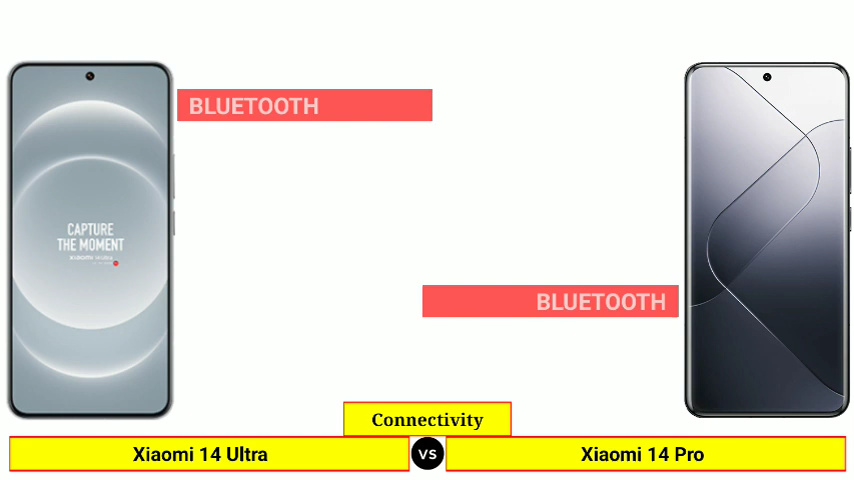 BLUETOOTH
CAPTURE
THE MOMENT
BLUETOOTH
Connectivity
Xiaomi 14 Ultra
VS
Xiaomi 14 Pro